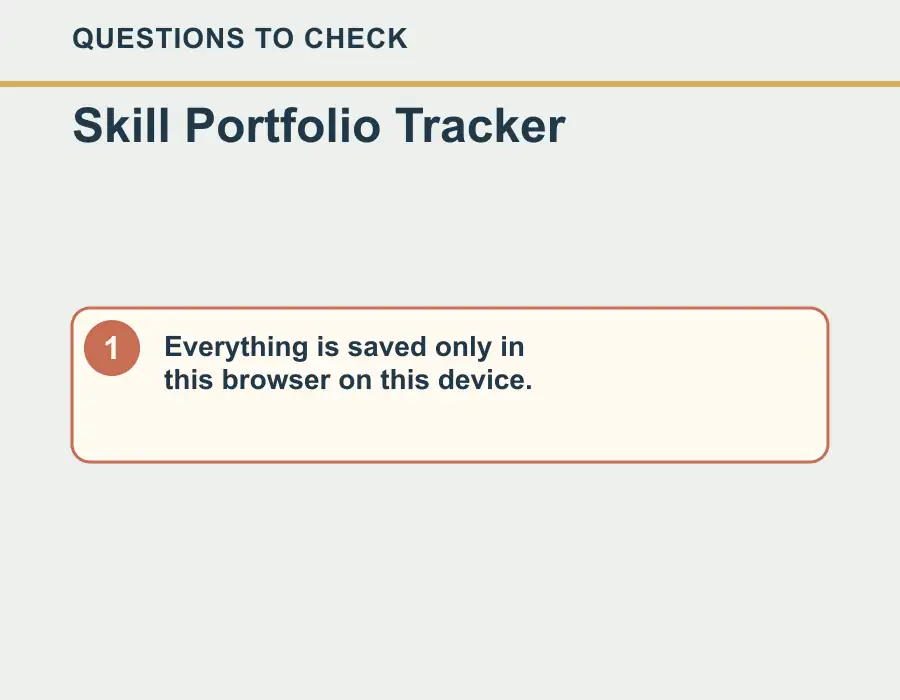 QUESTIONS TO CHECK
Skill Portfolio Tracker
1
Everything is saved only in
this browser on this device.